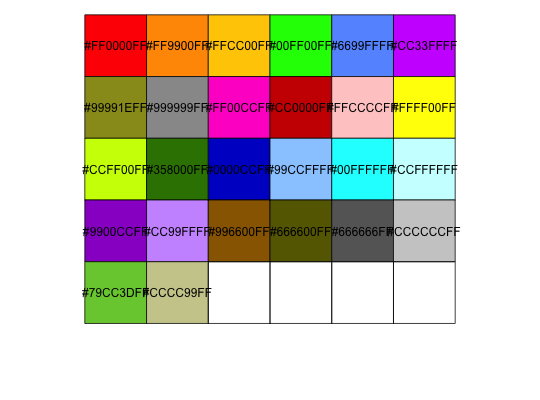 #FF0000FF #FF9900FF #FFCC00FF #00FF00FF #6699FFFF #CC33FFFF
#99991EFF #999999FF #FF00CCFF #CC0000FF #FFCCCCFF #FFFF00FF
#CCFF00FF #358000FF #0000CCFF #99CCFFFF #00FFFFFF #CCFFFFFF
#9900CCFF #CC99FFFF #996600FF #666600FF #666666FF #CCCCCCFF
#79CC3DFF #CCCC99FF